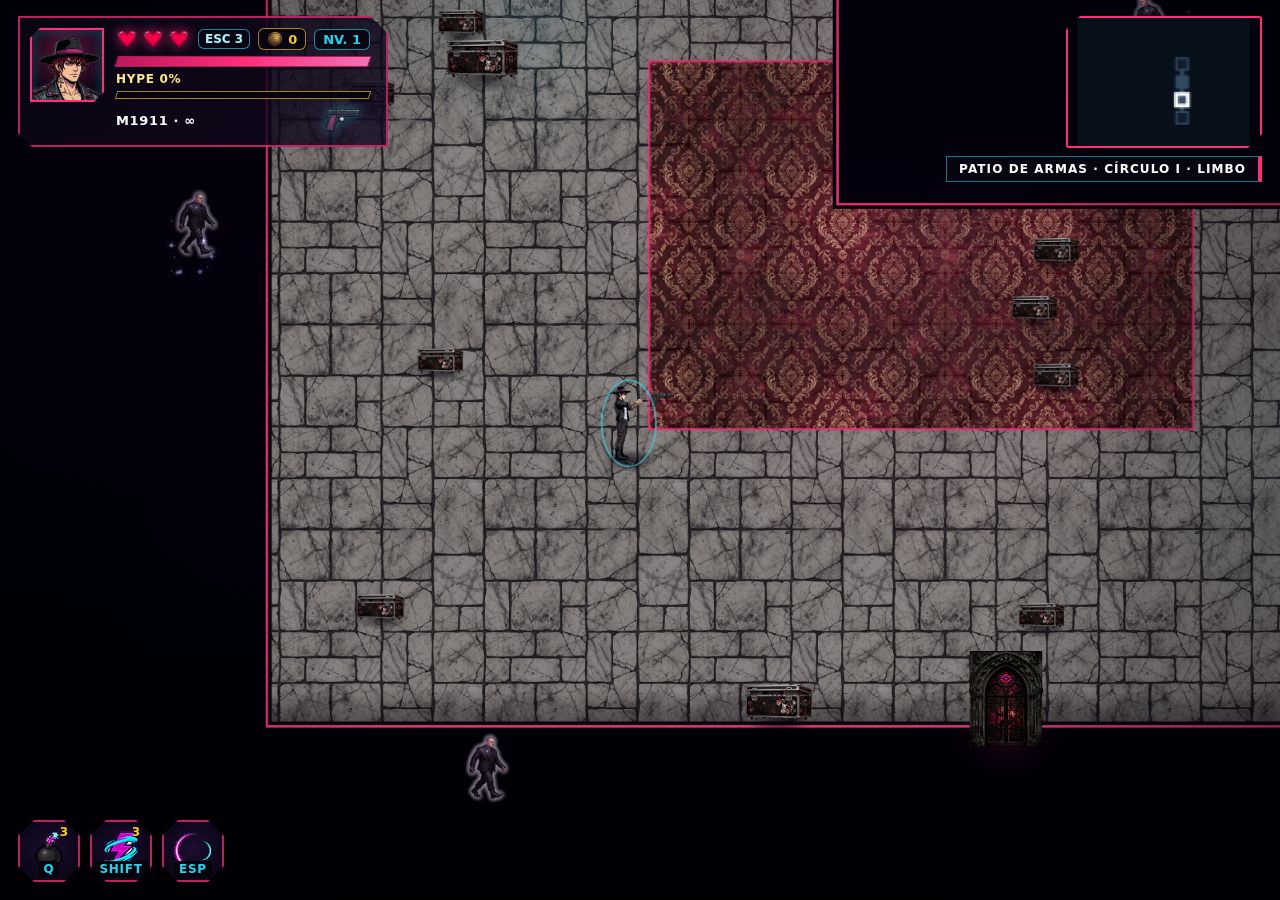 ESC 3
0
NV. 1
HYPE 0%
M1911 · ∞
PATIO DE ARMAS · CÍRCULO I · LIMBO
3
Q
3
SHIFT
ESP